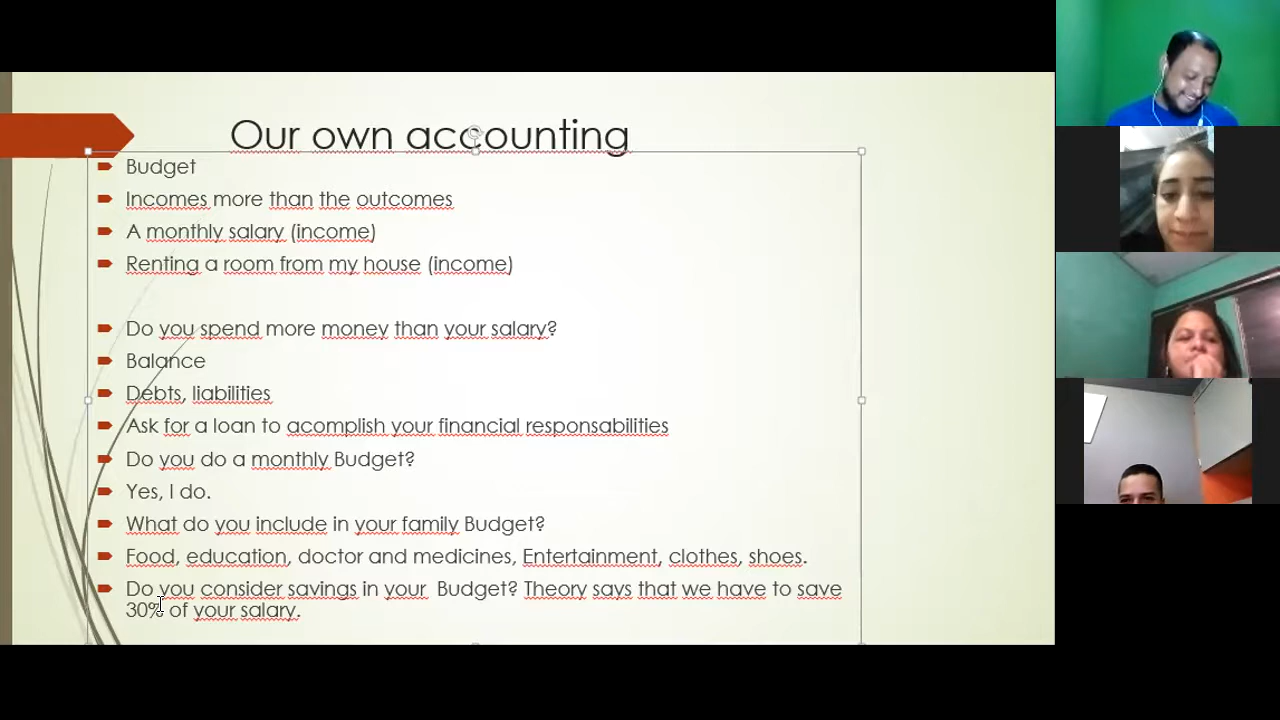 Our own accounting
Budget
Incomes more than the outcomes
A monthly salary (income)
Renting a room from my house (income)
Do you spend more money than your salary?
Balance
Debts, liabilities
Ask for a loan to acomplish your financial responsabilities
Do you do a monthly Budget?
Yes, I do.
What do you include in your family Budget?
Food, education, doctor and medicines, Entertainment, clothes, shoes.
Do you consider savings in your  Budget? Theory says that we have to save
30% of your salary.